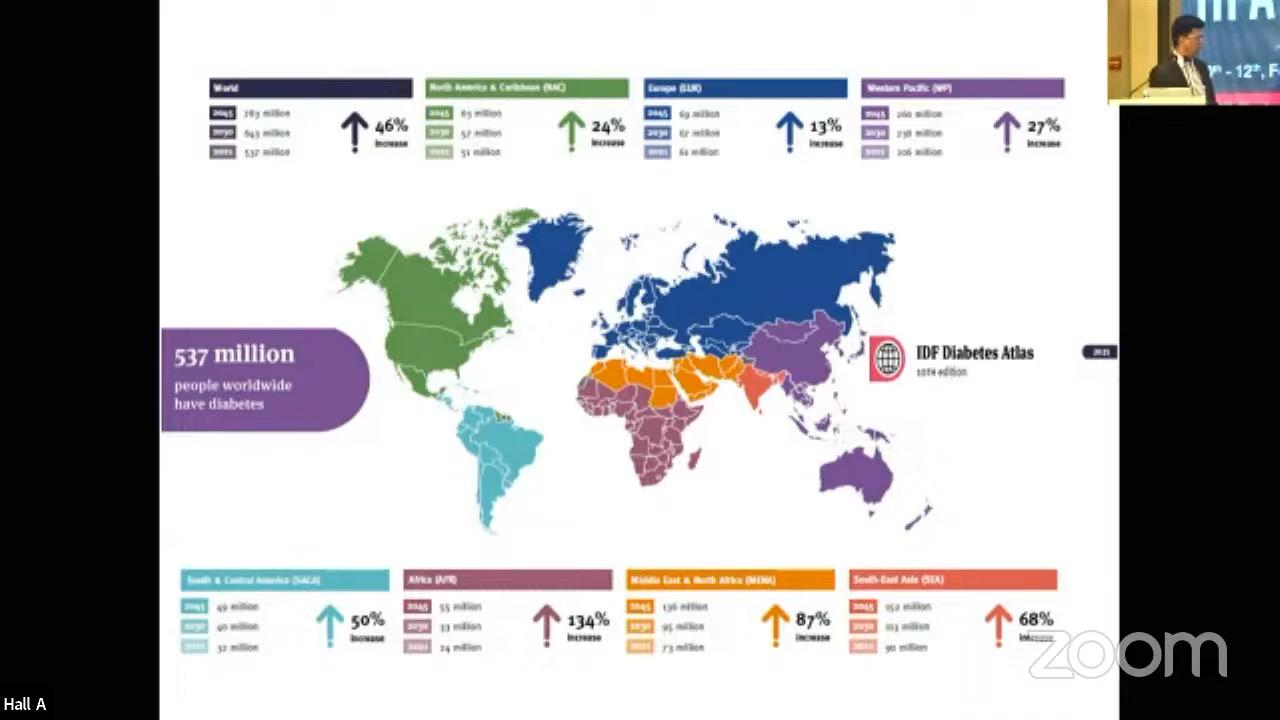 World
2045 783 million
2030 643 million
2021 537 million
46%
increase
North America & Caribbean (NAC)
2045 63 million
2030 57 million
2021 51 million
24%
increase
Europe (EUR)
2045 69 million
2030 67 million
2021 61 million
13%
increase
Western Pacific (WP)
2045 260 million
2030 238 million
2021 206 million
27%
increase
537 million
people worldwide
have diabetes
IDF Diabetes Atlas
10TH edition
2021
South & Central America (SACA)
2045 49 million
2030 40 million
2021 32 million
50%
increase
Africa (AFR)
2045 55 million
2030 33 million
2021 24 million
134%
increase
Middle East & North Africa (MENA)
2045 136 million
2030 95 million
2021 73 million
87%
increase
South-East Asia (SEA)
2045 152 million
2030 113 million
2021 90 million
68%
increase
zoom
Hall A